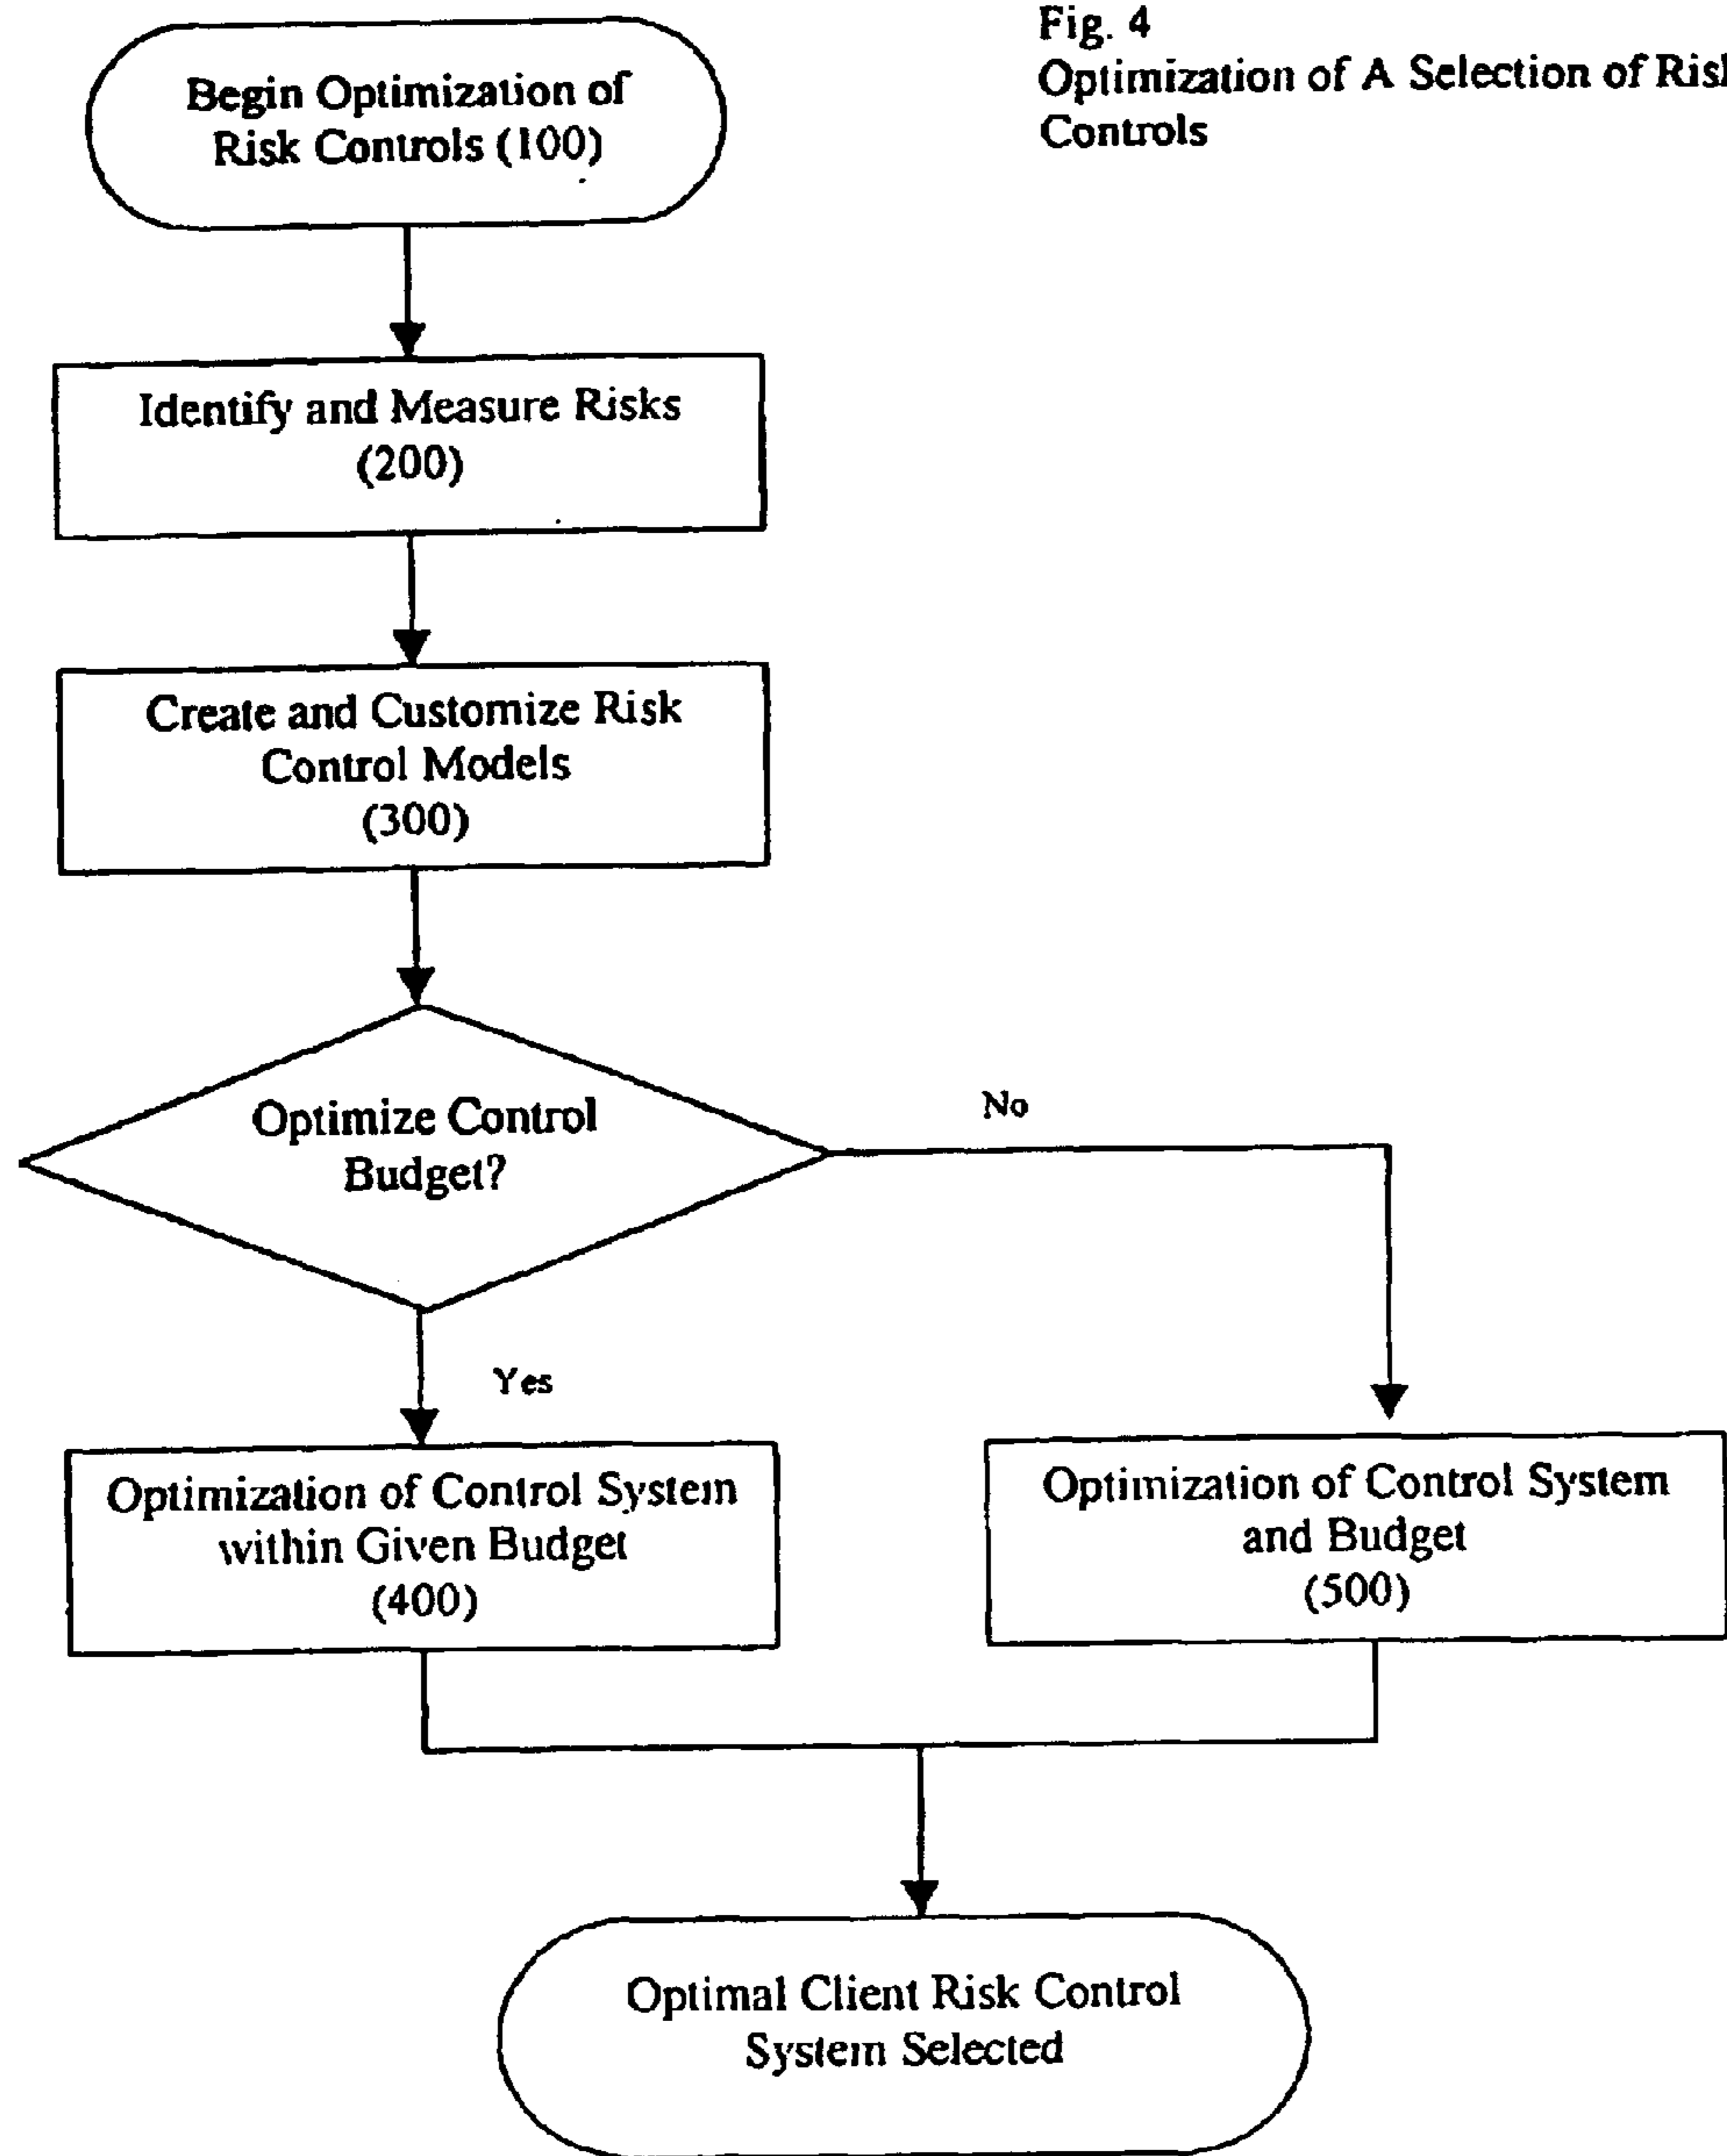 Fig. 4
Optimization of A Selection of Risk
Controls
Begin Optimization of
Risk Controls (100)
Identify and Measure Risks
(200)
Create and Customize Risk
Control Models
(300)
Optimize Control
Budget?
No
Yes
Optimization of Control System
within Given Budget
(400)
Optimization of Control System
and Budget
(500)
Optimal Client Risk Control
System Selected